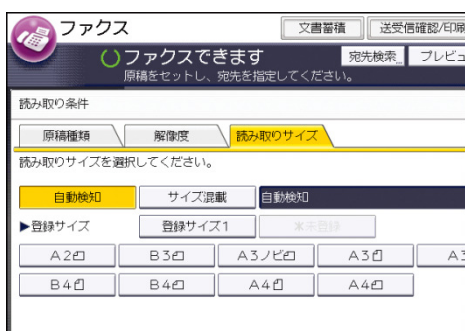 ファクス
文書蓄積 送受信確認/印刷
ファクスできます 宛先検索 プレビュ
原稿をセットし、宛先を指定してください。
読み取り条件
原稿種類 解像度 読み取りサイズ
読み取りサイズを選択してください。
自動検知 サイズ混載 自動検知
▶登録サイズ 登録サイズ1 ※未登録
A2 B3 A3ノビ A3 A3
B4 B4 A4 A4